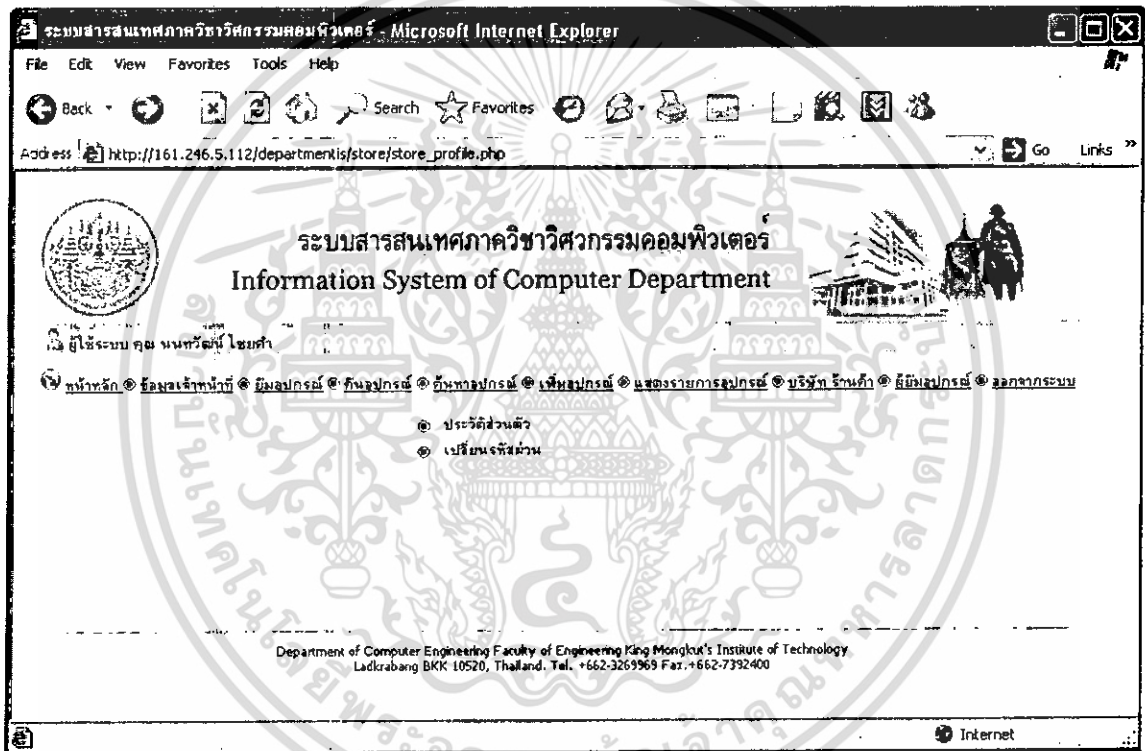 ระบบสารสนเทศภาควิชาวิศวกรรมคอมพิวเตอร์ - Microsoft Internet Explorer
File Edit View Favorites Tools Help
Back Search Favorites
Address http://161.246.5.112/departmentis/store/store_profile.php Go Links »
ระบบสารสนเทศภาควิชาวิศวกรรมคอมพิวเตอร์
Information System of Computer Department
ผู้ใช้ระบบ คุณ นนทวัฒน์ ไชยคำ
หน้าหลัก ข้อมูลเจ้าหน้าที่ ยืมอุปกรณ์ คืนอุปกรณ์ ค้นหาอุปกรณ์ เพิ่มอุปกรณ์ แสดงรายการอุปกรณ์ บริษัท ร้านค้า ผู้ยืมอุปกรณ์ ออกจากระบบ
ประวัติส่วนตัว
เปลี่ยนรหัสผ่าน
Department of Computer Engineering Faculty of Engineering King Mongkut's Institute of Technology
Ladkrabang BKK 10520, Thailand. Tel. +662-3269969 Fax.+662-7392400
Internet